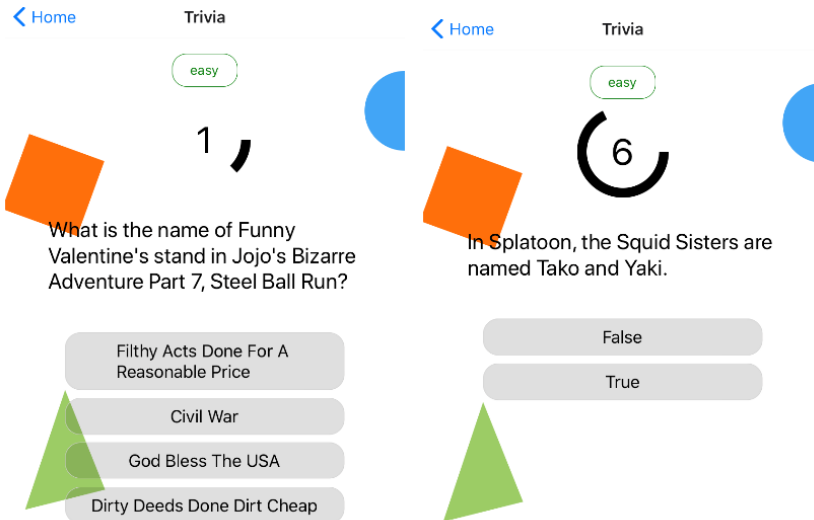 Home
Trivia
easy
1
What is the name of Funny
Valentine's stand in Jojo's Bizarre
Adventure Part 7, Steel Ball Run?
Filthy Acts Done For A
Reasonable Price
Civil War
God Bless The USA
Dirty Deeds Done Dirt Cheap
Home
Trivia
easy
6
In Splatoon, the Squid Sisters are
named Tako and Yaki.
False
True